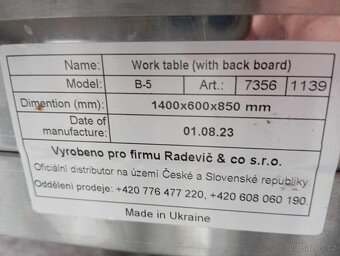 Name: Work table (with back board)
Model: B-5 Art.: 7356 1139
Dimention (mm): 1400x600x850 mm
Date of manufacture: 01.08.23
Vyrobeno pro firmu Radevič & co s.r.o.
Oficiální distributor na území České a Slovenské republiky.
Oddělení prodeje: +420 776 477 220, +420 608 060 190.
Made in Ukraine